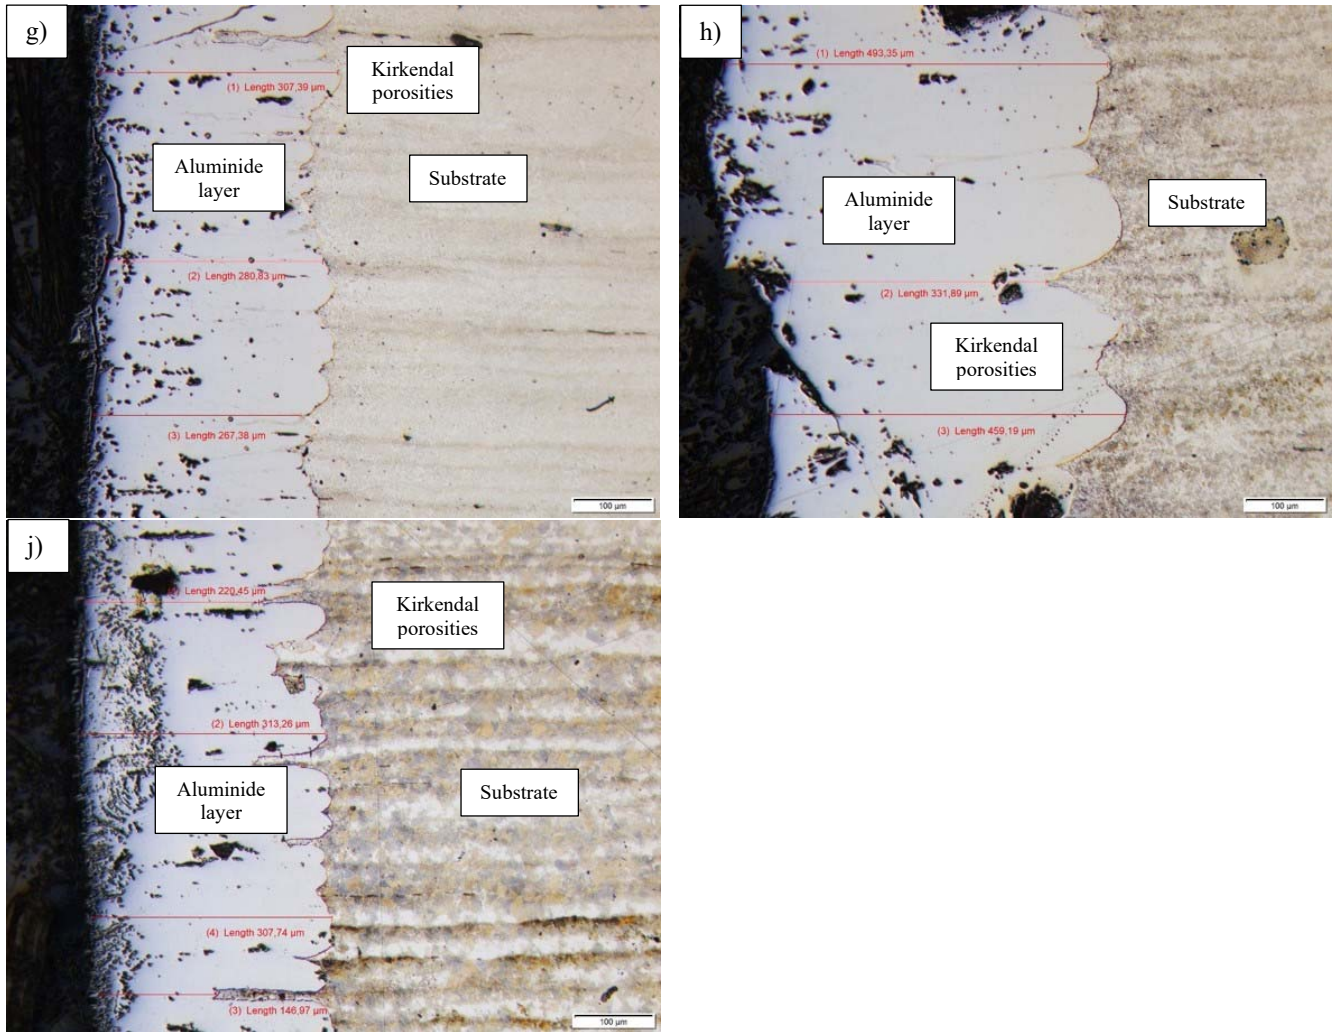 g)
Kirkendal
porosities
(1) Length 307,39 µm
Aluminide
layer
Substrate
(2) Length 280,83 µm
(3) Length 267,38 µm
100 µm
h)
(1) Length 493,35 µm
Aluminide
layer
Substrate
(2) Length 331,89 µm
Kirkendal
porosities
(3) Length 459,19 µm
100 µm
j)
Length 220,45 µm
Kirkendal
porosities
(2) Length 313,26 µm
Aluminide
layer
Substrate
(4) Length 307,74 µm
(3) Length 146,97 µm
100 µm